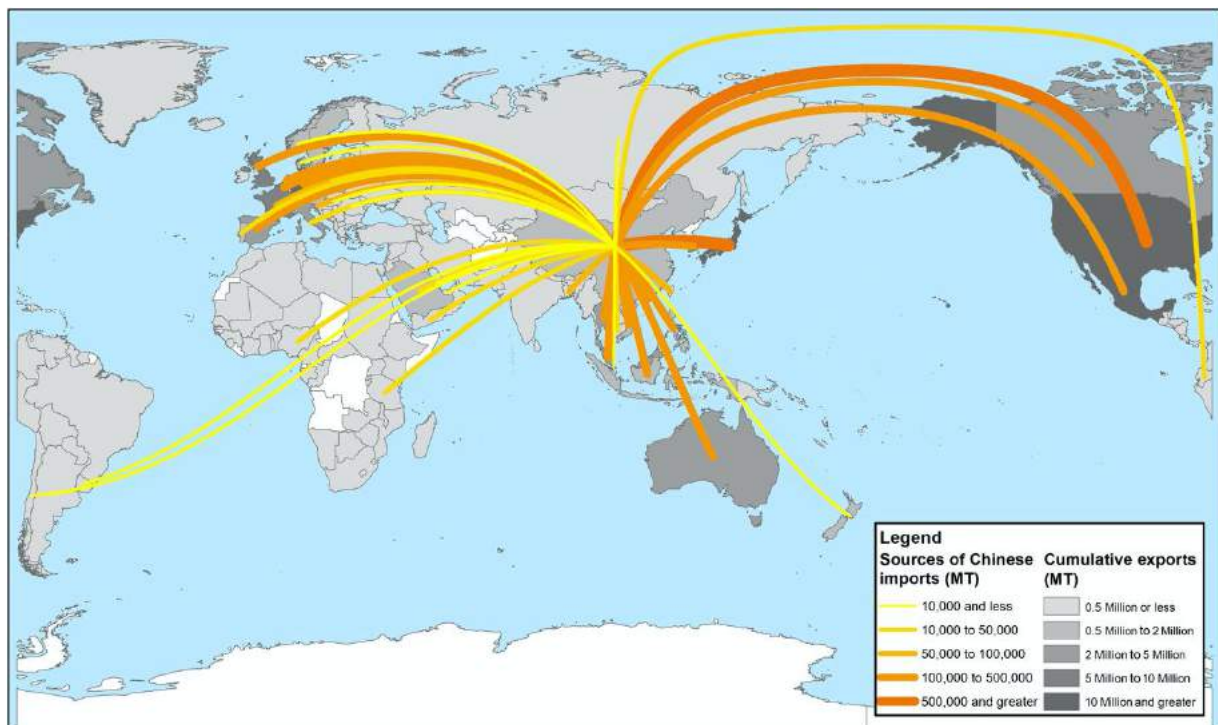 Legend
Sources of Chinese imports (MT)
10,000 and less
10,000 to 50,000
50,000 to 100,000
100,000 to 500,000
500,000 and greater
Cumulative exports (MT)
0.5 Million or less
0.5 Million to 2 Million
2 Million to 5 Million
5 Million to 10 Million
10 Million and greater